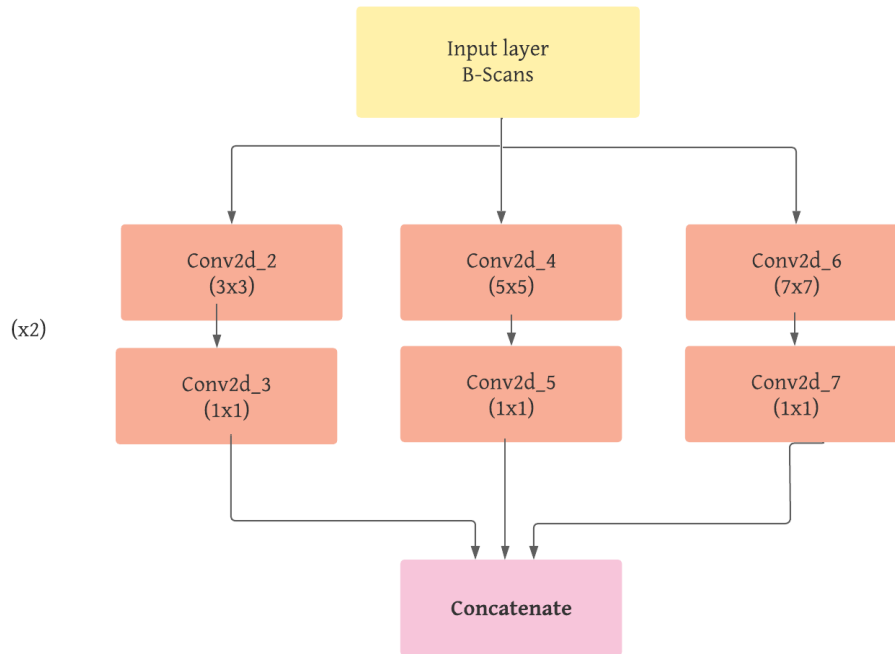 Input layer
B-Scans
Conv2d_2
(3x3)
Conv2d_4
(5x5)
Conv2d_6
(7x7)
(x2)
Conv2d_3
(1x1)
Conv2d_5
(1x1)
Conv2d_7
(1x1)
Concatenate